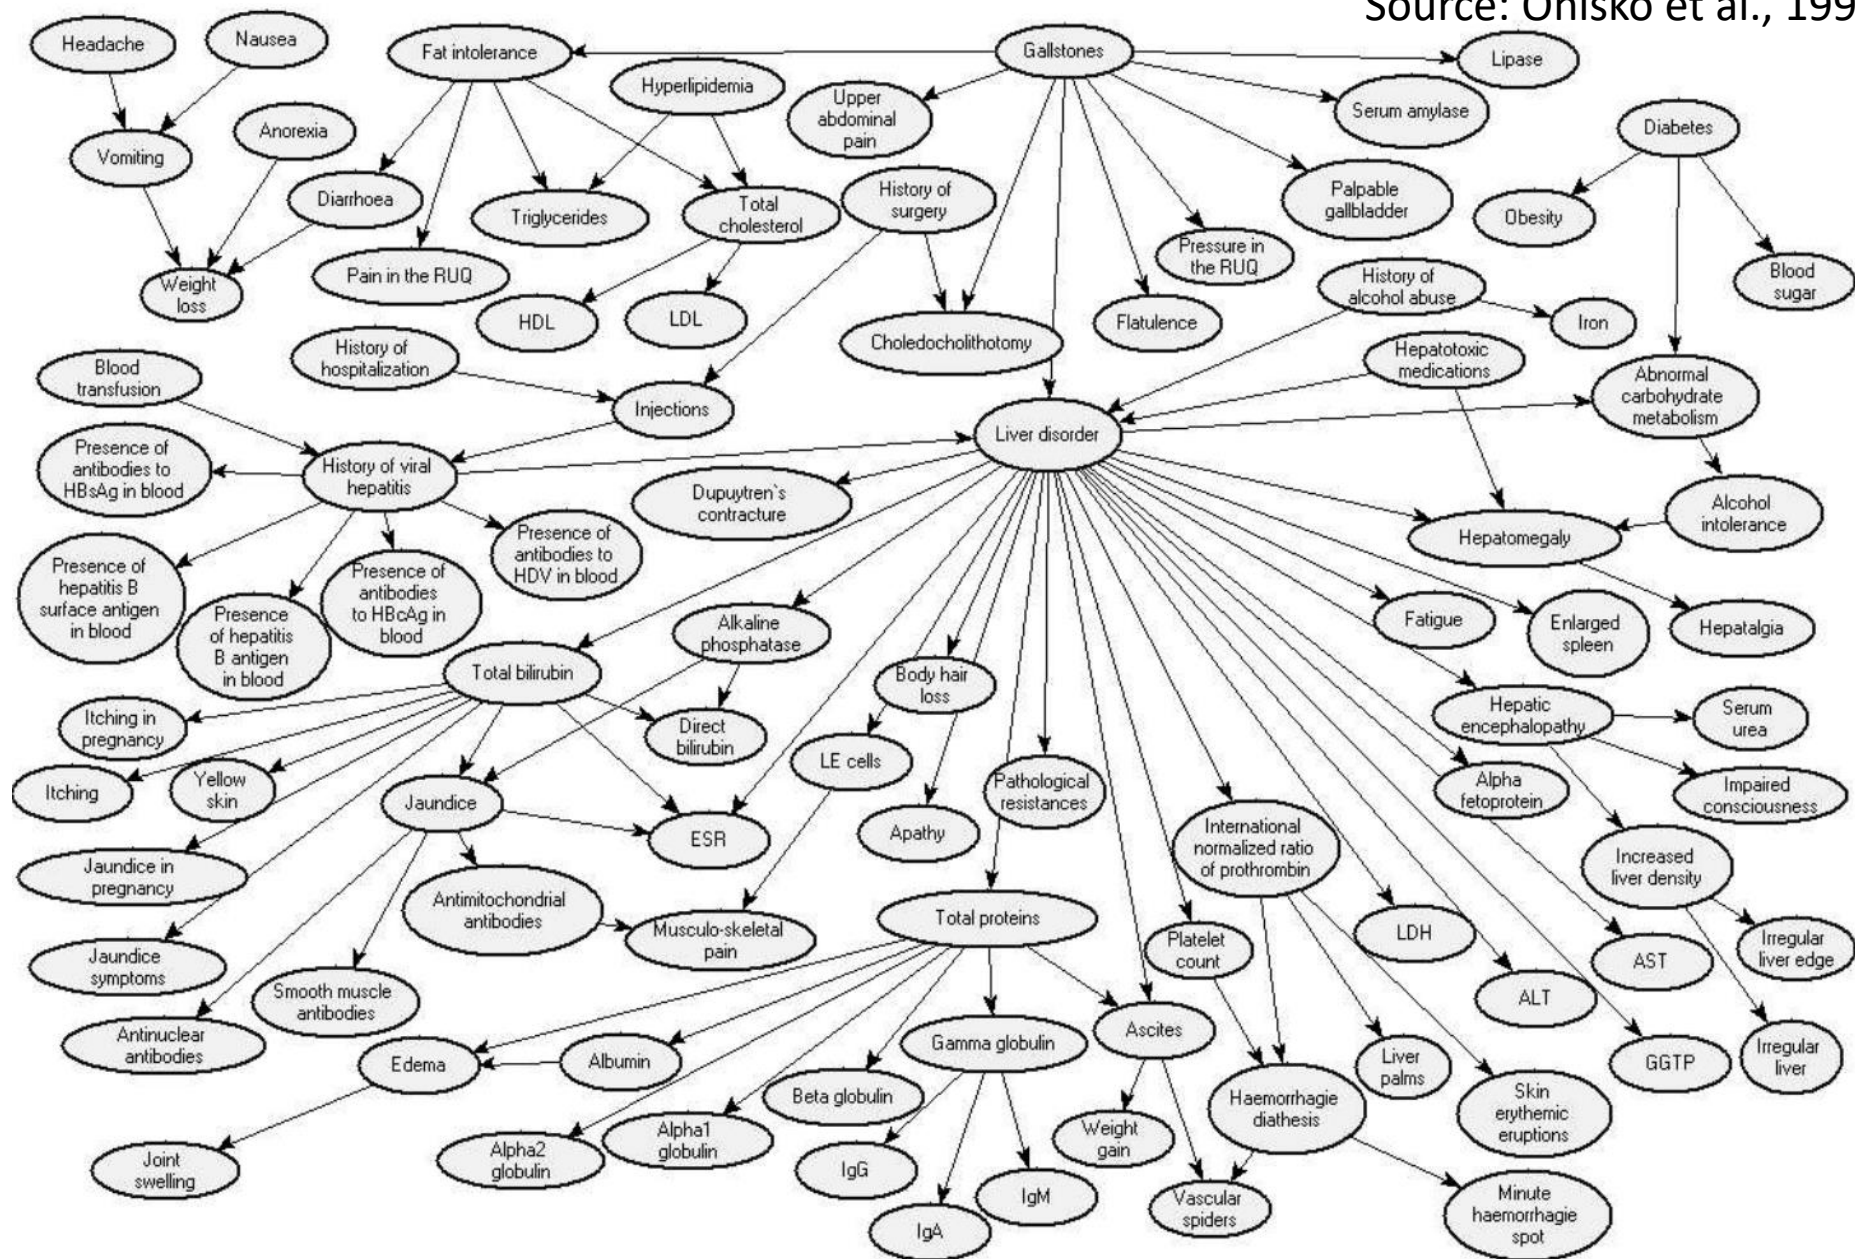 Source: Onisko et al., 199
Headache
Nausea
Fat intolerance
Gallstones
Lipase
Hyperlipidemia
Upper
abdominal
pain
Serum amylase
Vomiting
Anorexia
Diabetes
Diarrhoea
Triglycerides
Total
cholesterol
History of
surgery
Palpable
gallbladder
Obesity
Pressure in
the RUQ
Blood
sugar
Weight
loss
Pain in the RUQ
History of
alcohol abuse
HDL
LDL
Choledocholithotomy
Flatulence
Iron
History of
hospitalization
Hepatotoxic
medications
Blood
transfusion
Injections
Abnormal
carbohydrate
metabolism
Liver disorder
Presence of
antibodies to
HBsAg in blood
History of viral
hepatitis
Dupuytren`s
contracture
Alcohol
intolerance
Hepatomegaly
Presence of
antibodies to
HDV in blood
Presence of
hepatitis B
surface antigen
in blood
Presence
of hepatitis
B antigen
in blood
Presence of
antibodies
to HBcAg in
blood
Alkaline
phosphatase
Fatigue
Enlarged
spleen
Hepatalgia
Total bilirubin
Body hair
loss
Hepatic
encephalopathy
Serum
urea
Itching in
pregnancy
Direct
bilirubin
LE cells
Itching
Yellow
skin
Jaundice
Pathological
resistances
Alpha
fetoprotein
Impaired
consciousness
ESR
Apathy
International
normalized ratio
of prothrombin
Increased
liver density
Jaundice in
pregnancy
Antimitochondrial
antibodies
Total proteins
Musculo-skeletal
pain
Platelet
count
LDH
Irregular
liver edge
Jaundice
symptoms
AST
Smooth muscle
antibodies
ALT
Antinuclear
antibodies
Edema
Albumin
Gamma globulin
Ascites
Liver
palms
GGTP
Irregular
liver
Beta globulin
Haemorrhagie
diathesis
Skin
erythemic
eruptions
Joint
swelling
Alpha2
globulin
Alpha1
globulin
IgG
Weight
gain
IgM
Vascular
spiders
Minute
haemorrhagie
spot
IgA